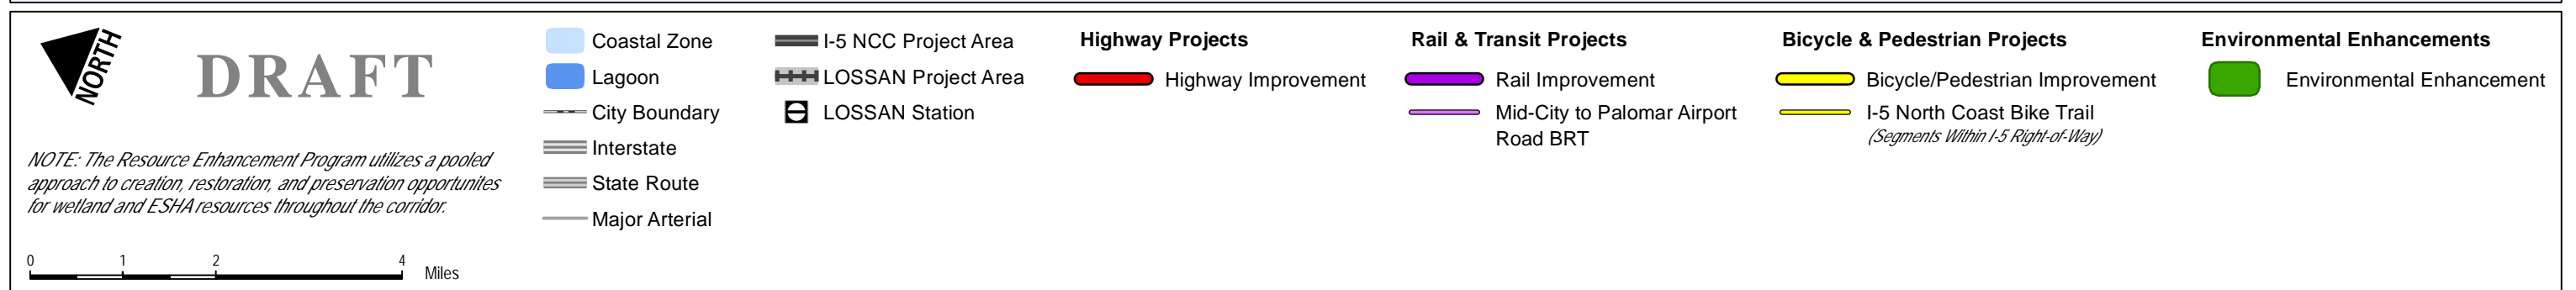 NORTH
DRAFT
NOTE: The Resource Enhancement Program utilizes a pooled
approach to creation, restoration, and preservation opportunites
for wetland and ESHA resources throughout the corridor.
0 1 2 4 Miles
Coastal Zone
Lagoon
City Boundary
Interstate
State Route
Major Arterial
I-5 NCC Project Area
LOSSAN Project Area
LOSSAN Station
Highway Projects
Highway Improvement
Rail & Transit Projects
Rail Improvement
Mid-City to Palomar Airport
Road BRT
Bicycle & Pedestrian Projects
Bicycle/Pedestrian Improvement
I-5 North Coast Bike Trail
(Segments Within I-5 Right-of-Way)
Environmental Enhancements
Environmental Enhancement